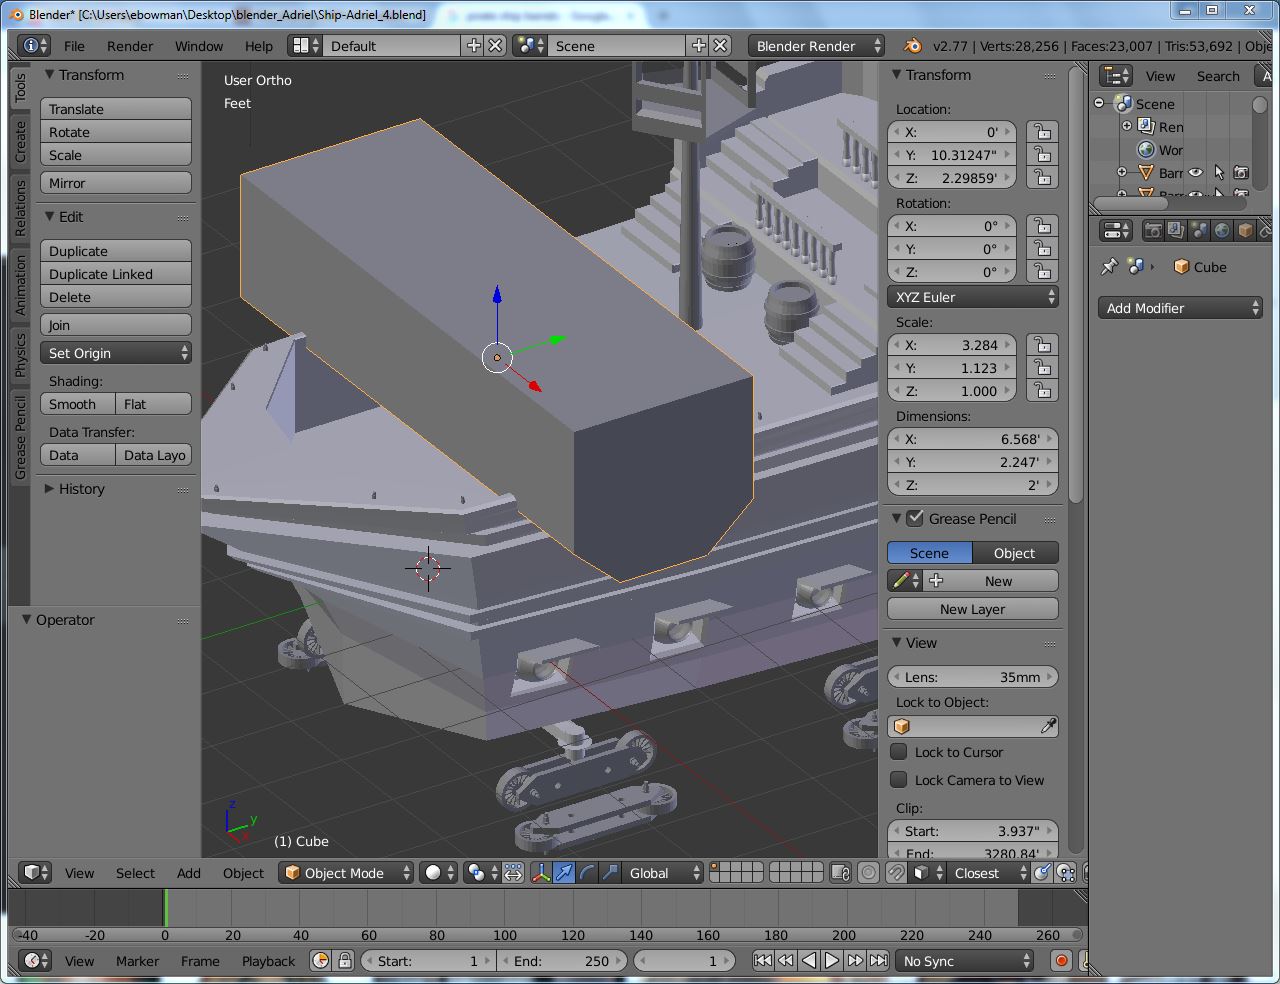 Blender* [C:\Users\ebowman\Desktop\blender_Adriel\Ship-Adriel_4.blend]
File Render Window Help Default Scene Blender Render v2.77 | Verts:28,256 | Faces:23,007 | Tris:53,692 | Obje
Tools
Create
Relations
Animation
Physics
Grease Pencil
Transform
Translate
Rotate
Scale
Mirror
Edit
Duplicate
Duplicate Linked
Delete
Join
Set Origin
Shading:
Smooth Flat
Data Transfer:
Data Data Layo
History
Operator
User Ortho
Feet
z
y
x
(1) Cube
Transform
Location:
X: 0'
Y: 10.31247"
Z: 2.29859'
Rotation:
X: 0°
Y: 0°
Z: 0°
XYZ Euler
Scale:
X: 3.284
Y: 1.123
Z: 1.000
Dimensions:
X: 6.568'
Y: 2.247'
Z: 2'
Grease Pencil
Scene Object
New
New Layer
View
Lens: 35mm
Lock to Object:
Lock to Cursor
Lock Camera to View
Clip:
Start: 3.937"
End: 3280.84'
View Search A
Scene
Ren
Wor
Barr
Cube
Add Modifier
View Select Add Object Object Mode Global Closest
-40 -20 0 20 40 60 80 100 120 140 160 180 200 220 240 260
View Marker Frame Playback Start: 1 End: 250 1 No Sync